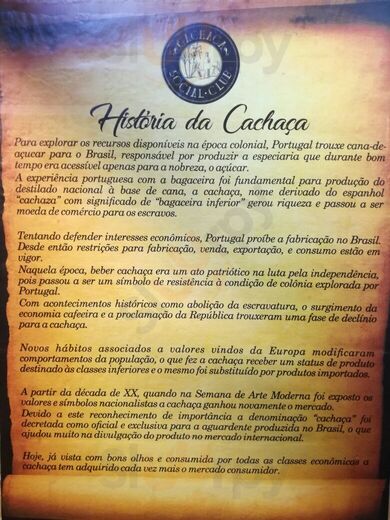 CACHAÇA
SOCIAL CLUB
História da Cachaça
Para explorar os recursos disponíveis na época colonial, Portugal trouxe cana-de-
açucar para o Brasil, responsável por produzir a especiaria que durante bom
tempo era acessível apenas para a nobreza, o açúcar.
A experiência portuguesa com a bagaceira foi fundamental para produção do
destilado nacional à base de cana, a cachaça, nome derivado do espanhol
“cachaza” com significado de “bagaceira inferior” gerou riqueza e passou a ser
moeda de comércio para os escravos.
Tentando defender interesses econômicos, Portugal proíbe a fabricação no Brasil.
Desde então restrições para fabricação, venda, exportação, e consumo estão em
vigor.
Naquela época, beber cachaça era um ato patriótico na luta pela independência,
pois passou a ser um símbolo de resistência à condição de colônia explorada por
Portugal.
Com acontecimentos históricos como abolição da escravatura, o surgimento da
economia cafeeira e a proclamação da República trouxeram uma fase de declínio
para a cachaça.
Novos hábitos associados a valores vindos da Europa modificaram
comportamentos da população, o que fez a cachaça receber um status de produto
destinado às classes inferiores e o mesmo foi substituído por produtos importados.
A partir da década de XX, quando na Semana de Arte Moderna foi exposto os
valores e símbolos nacionalistas a cachaça ganhou novamente o mercado.
Devido a este reconhecimento de importância a denominação “cachaça” foi
decretada como oficial e exclusiva para a aguardente produzida no Brasil, o que
ajudou muito na divulgação do produto no mercado internacional.
Hoje, já vista com bons olhos e consumida por todas as classes econômicas a
cachaça tem adquirido cada vez mais o mercado consumidor.